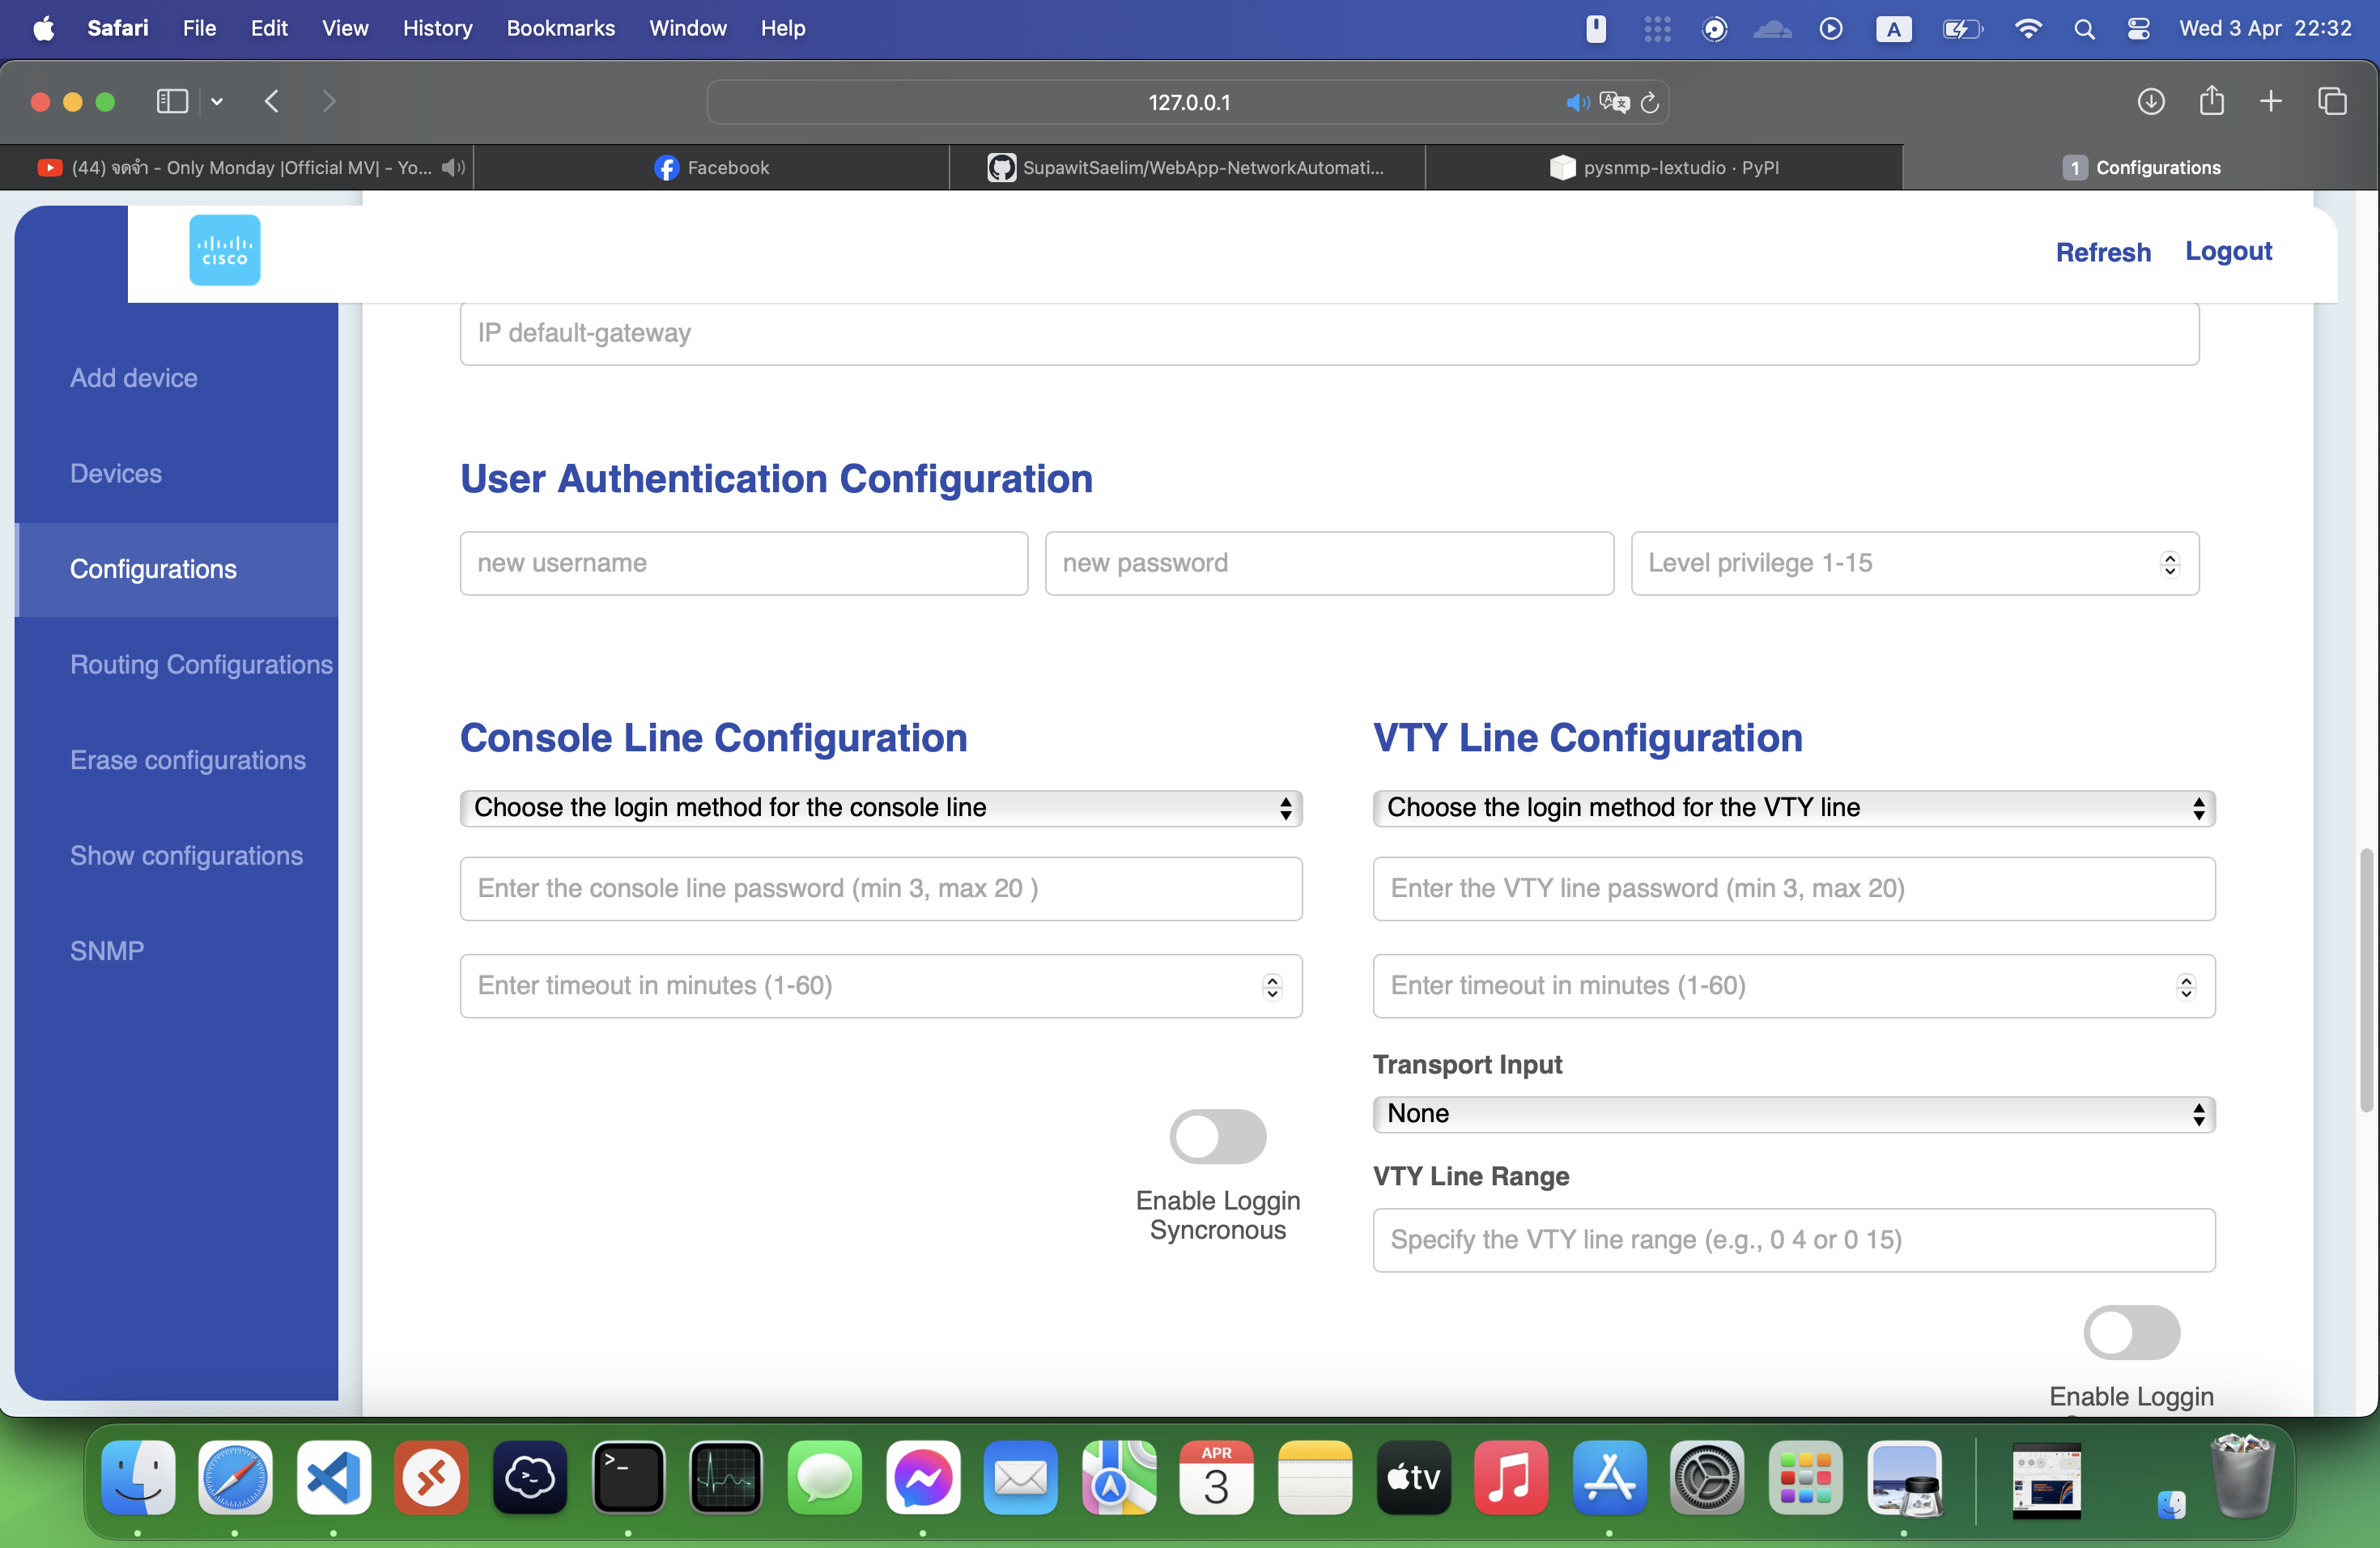 Safari File Edit View History Bookmarks Window Help A Wed 3 Apr 22:32
127.0.0.1
(44) จดจำ - Only Monday |Official MV| - Yo... Facebook SupawitSaelim/WebApp-NetworkAutomati... pysnmp-lextudio · PyPI 1 Configurations
CISCO
Refresh Logout
IP default-gateway
Add device
Devices
Configurations
Routing Configurations
Erase configurations
Show configurations
SNMP
User Authentication Configuration
new username new password Level privilege 1-15
Console Line Configuration
Choose the login method for the console line
Enter the console line password (min 3, max 20 )
Enter timeout in minutes (1-60)
Enable Loggin
Syncronous
VTY Line Configuration
Choose the login method for the VTY line
Enter the VTY line password (min 3, max 20)
Enter timeout in minutes (1-60)
Transport Input
None
VTY Line Range
Specify the VTY line range (e.g., 0 4 or 0 15)
Enable Loggin
APR
3
tv